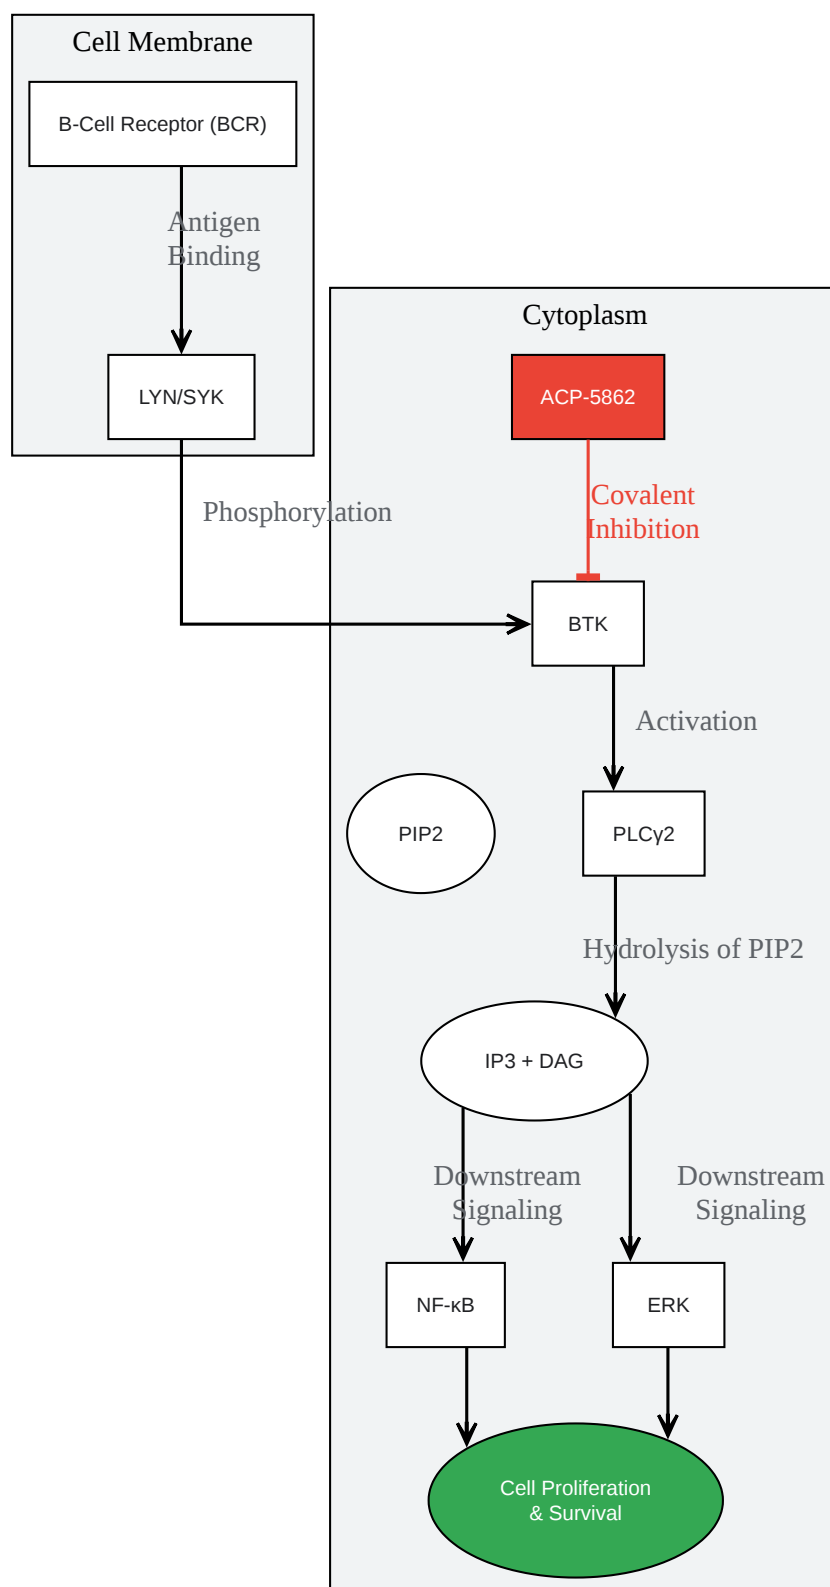 Cell Membrane
B-Cell Receptor (BCR)
Antigen
Binding
LYN/SYK
Phosphorylation
Cytoplasm
ACP-5862
Covalent
Inhibition
BTK
Activation
PIP2
PLCγ2
Hydrolysis of PIP2
IP3 + DAG
Downstream
Signaling
Downstream
Signaling
NF-κB
ERK
Cell Proliferation
& Survival